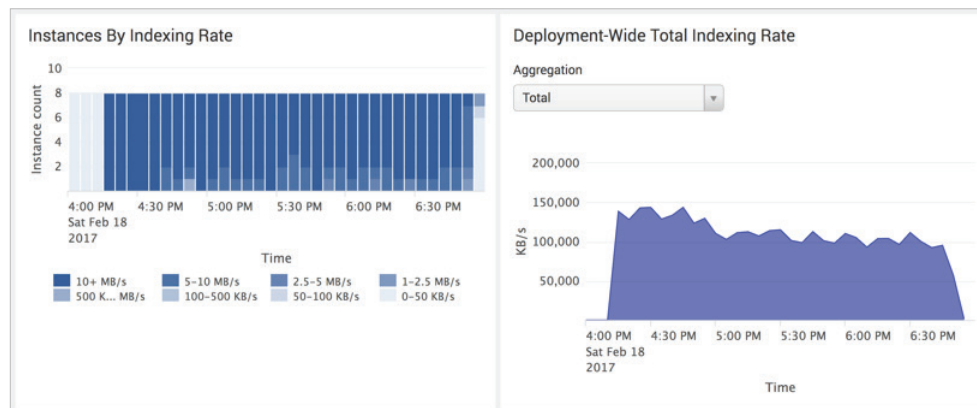 Instances By Indexing Rate
10
8
6
4
2
Instance count
4:00 PM 4:30 PM 5:00 PM 5:30 PM 6:00 PM 6:30 PM
Sat Feb 18
2017
Time
10+ MB/s 5-10 MB/s 2.5-5 MB/s 1-2.5 MB/s
500 K... MB/s 100-500 KB/s 50-100 KB/s 0-50 KB/s
Deployment-Wide Total Indexing Rate
Aggregation
Total
200,000
150,000
100,000
50,000
KB/s
4:00 PM 4:30 PM 5:00 PM 5:30 PM 6:00 PM 6:30 PM
Sat Feb 18
2017
Time